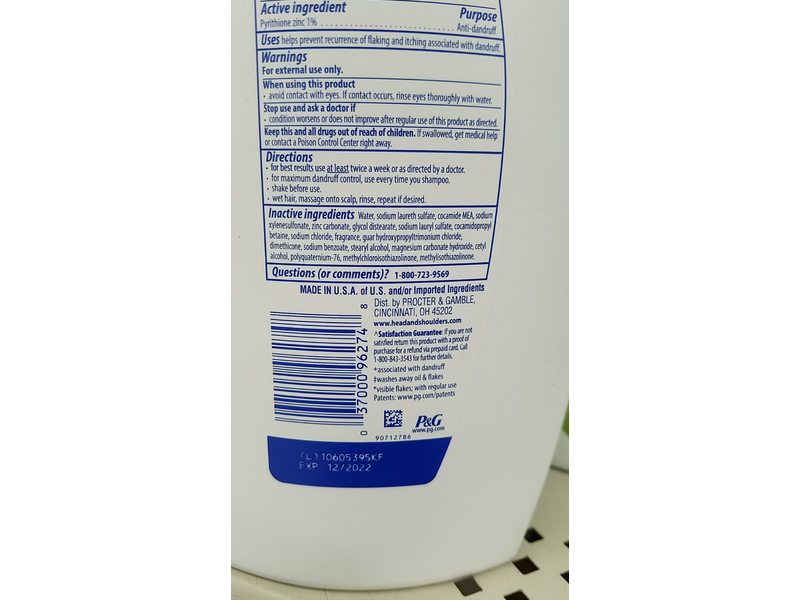 Active ingredient Purpose
Pyrithione zinc 1% ........................... Anti-dandruff
Uses helps prevent recurrence of flaking and itching associated with dandruff.
Warnings
For external use only.
When using this product
• avoid contact with eyes. If contact occurs, rinse eyes thoroughly with water.
Stop use and ask a doctor if
• condition worsens or does not improve after regular use of this product as directed.
Keep this and all drugs out of reach of children. If swallowed, get medical help
or contact a Poison Control Center right away.
Directions
• for best results use at least twice a week or as directed by a doctor.
• for maximum dandruff control, use every time you shampoo.
• shake before use.
• wet hair, massage onto scalp, rinse, repeat if desired.
Inactive ingredients Water, sodium laureth sulfate, cocamide MEA, sodium
xylenesulfonate, zinc carbonate, glycol distearate, sodium lauryl sulfate, cocamidopropyl
betaine, sodium chloride, fragrance, guar hydroxypropyltrimonium chloride,
dimethicone, sodium benzoate, stearyl alcohol, magnesium carbonate hydroxide, cetyl
alcohol, polyquaternium-76, methylchloroisothiazolinone, methylisothiazolinone.
Questions (or comments)? 1-800-723-9569
MADE IN U.S.A. of U.S. and/or Imported Ingredients
Dist. by PROCTER & GAMBLE,
CINCINNATI, OH 45202
www.headandshoulders.com
^Satisfaction Guarantee: If you are not
satisfied return this product with a proof of
purchase for a refund via prepaid card. Call
1-800-843-3543 for further details.
+associated with dandruff
‡washes away oil & flakes
*visible flakes; with regular use
Patents: www.pg.com/patents
0 37000 96274 8
P&G
www.pg.com
90712786
(L)10605395KF
EXP 12/2022